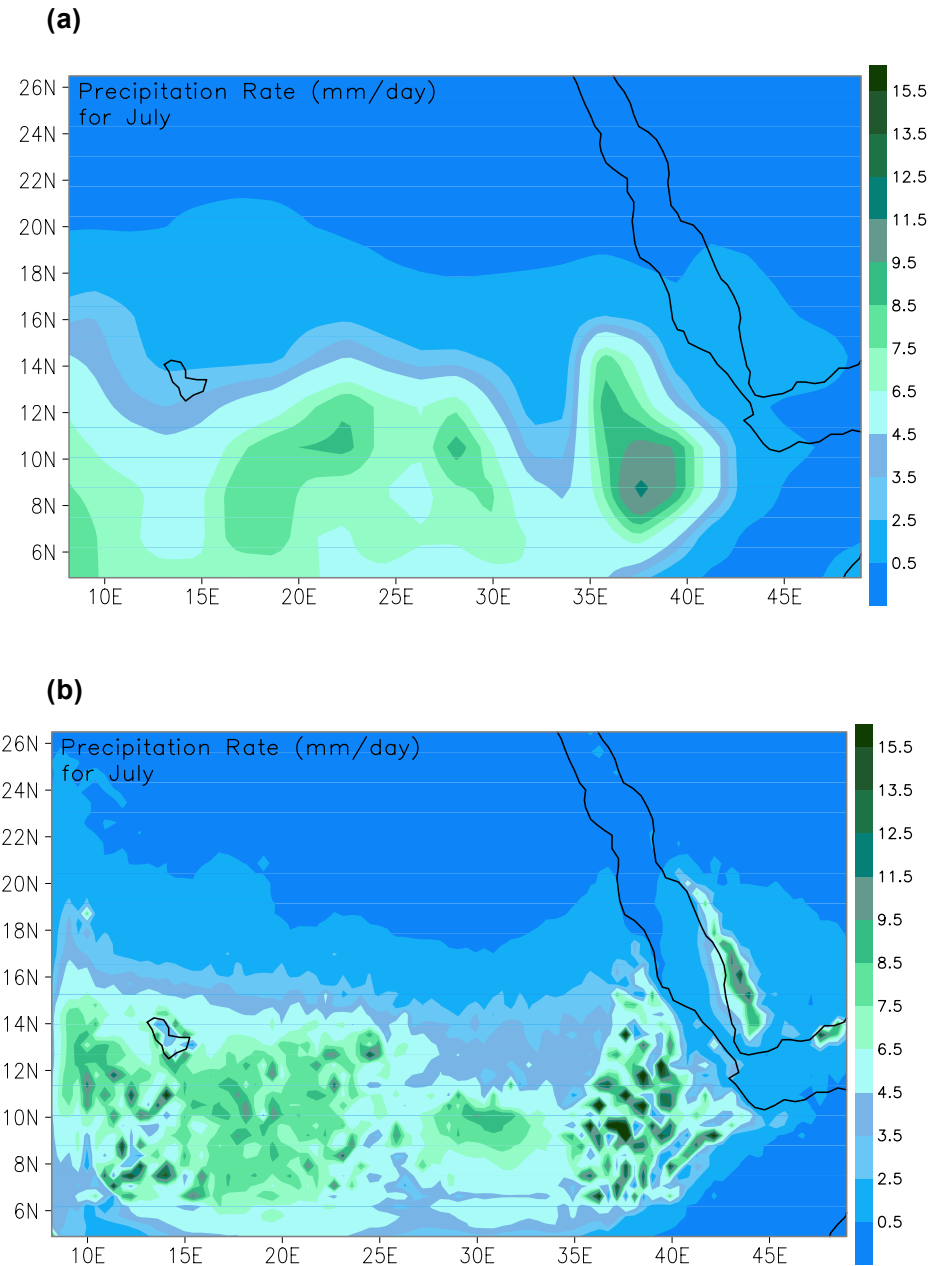 (a)
Precipitation Rate (mm/day)
for July
26N
24N
22N
20N
18N
16N
14N
12N
10N
8N
6N
10E 15E 20E 25E 30E 35E 40E 45E
15.5
13.5
12.5
11.5
9.5
8.5
7.5
6.5
4.5
3.5
2.5
0.5
(b)
Precipitation Rate (mm/day)
for July
26N
24N
22N
20N
18N
16N
14N
12N
10N
8N
6N
10E 15E 20E 25E 30E 35E 40E 45E
15.5
13.5
12.5
11.5
9.5
8.5
7.5
6.5
4.5
3.5
2.5
0.5